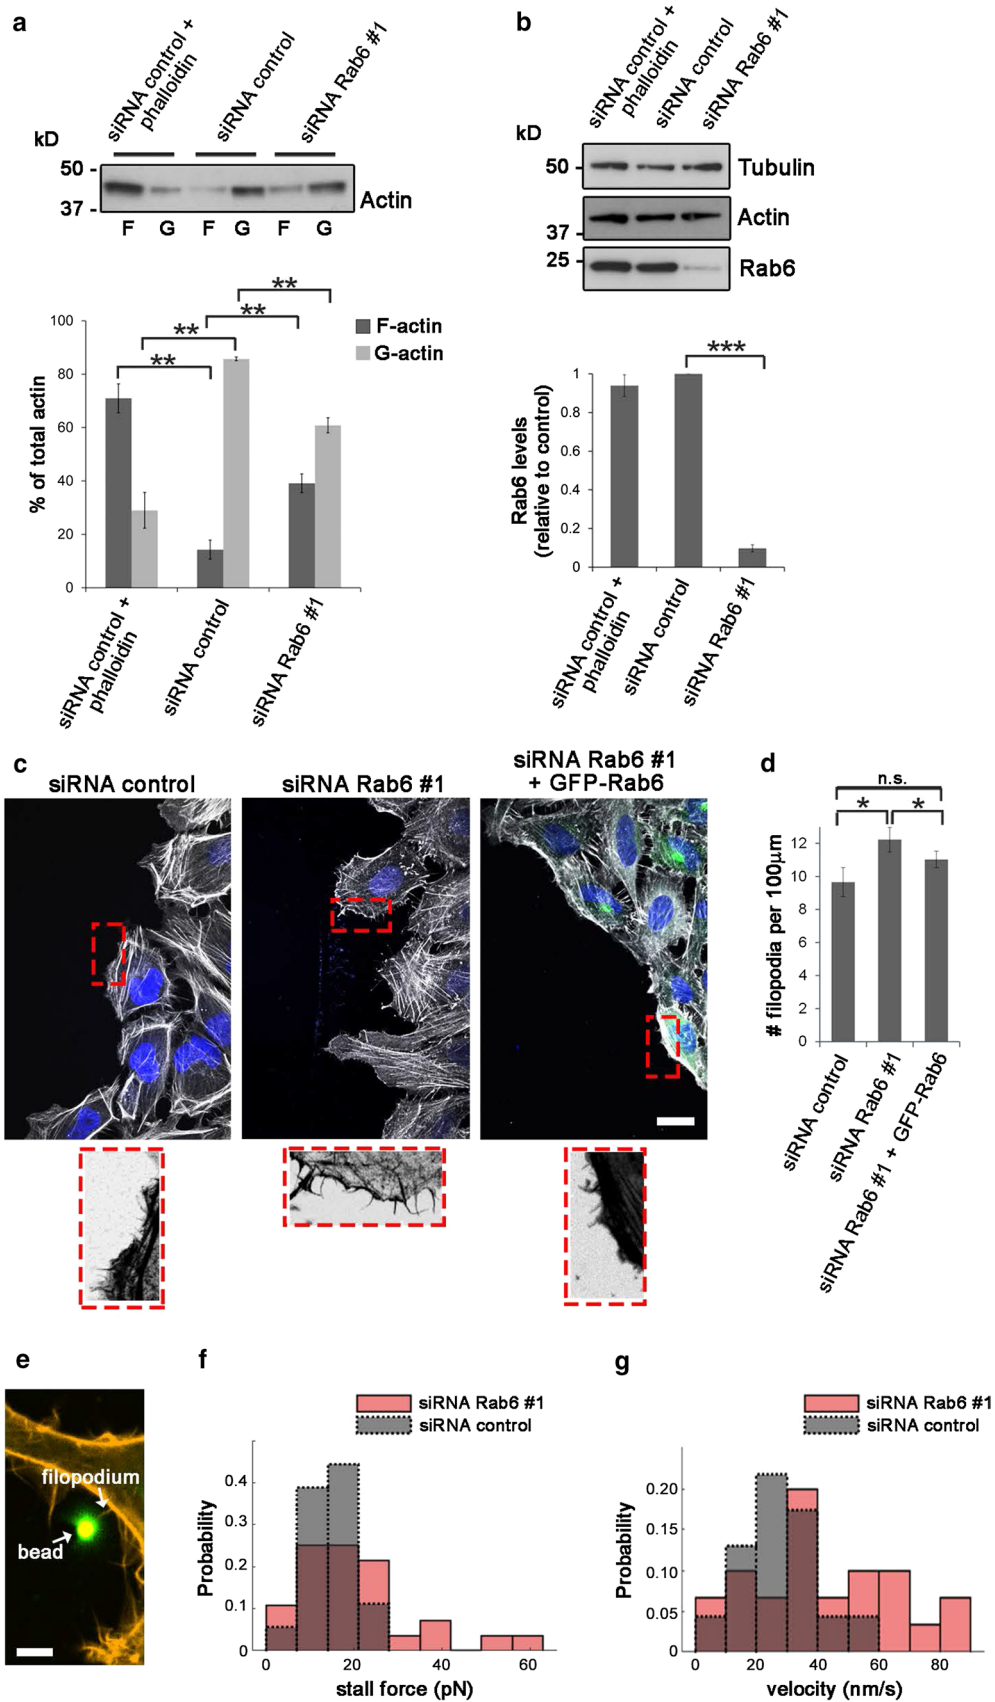 a
siRNA control +
phalloidin
siRNA control
siRNA Rab6 #1
kD
50 -
37 -
Actin
F G F G F G
** 
**
**
**
F-actin
G-actin
% of total actin
100
80
60
40
20
0
siRNA control +
phalloidin
siRNA control
siRNA Rab6 #1
b
siRNA control +
phalloidin
siRNA control
siRNA Rab6 #1
kD
50 -
Tubulin
Actin
37 -
25 -
Rab6
***
Rab6 levels
(relative to control)
1
0.8
0.6
0.4
0.2
0
siRNA control +
phalloidin
siRNA control
siRNA Rab6 #1
c
siRNA control
siRNA Rab6 #1
siRNA Rab6 #1
+ GFP-Rab6
d
n.s.
* *
# filopodia per 100μm
12
10
8
6
4
2
0
siRNA control
siRNA Rab6 #1
siRNA Rab6 #1 + GFP-Rab6
e
filopodium
bead
f
siRNA Rab6 #1
siRNA control
Probability
0.4
0.3
0.2
0.1
0
0 20 40 60
stall force (pN)
g
siRNA Rab6 #1
siRNA control
Probability
0.20
0.15
0.10
0.05
0
0 20 40 60 80
velocity (nm/s)